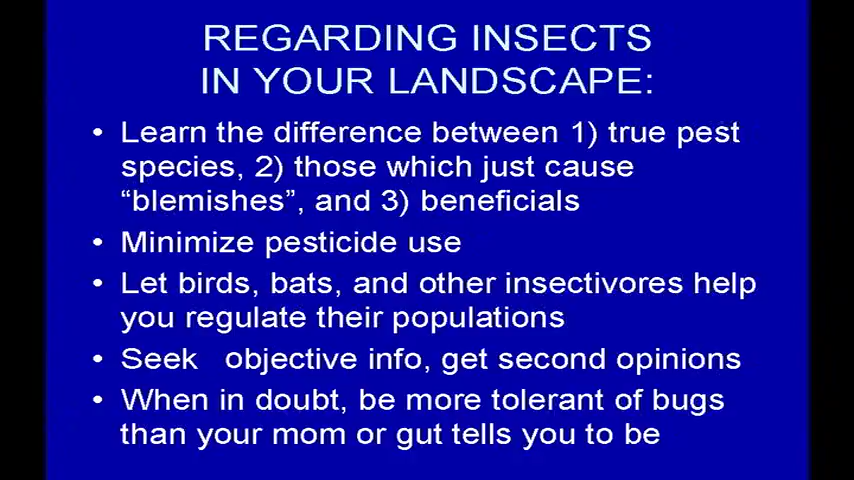 REGARDING INSECTS
IN YOUR LANDSCAPE:
• Learn the difference between 1) true pest
species, 2) those which just cause
“blemishes”, and 3) beneficials
• Minimize pesticide use
• Let birds, bats, and other insectivores help
you regulate their populations
• Seek objective info, get second opinions
• When in doubt, be more tolerant of bugs
than your mom or gut tells you to be